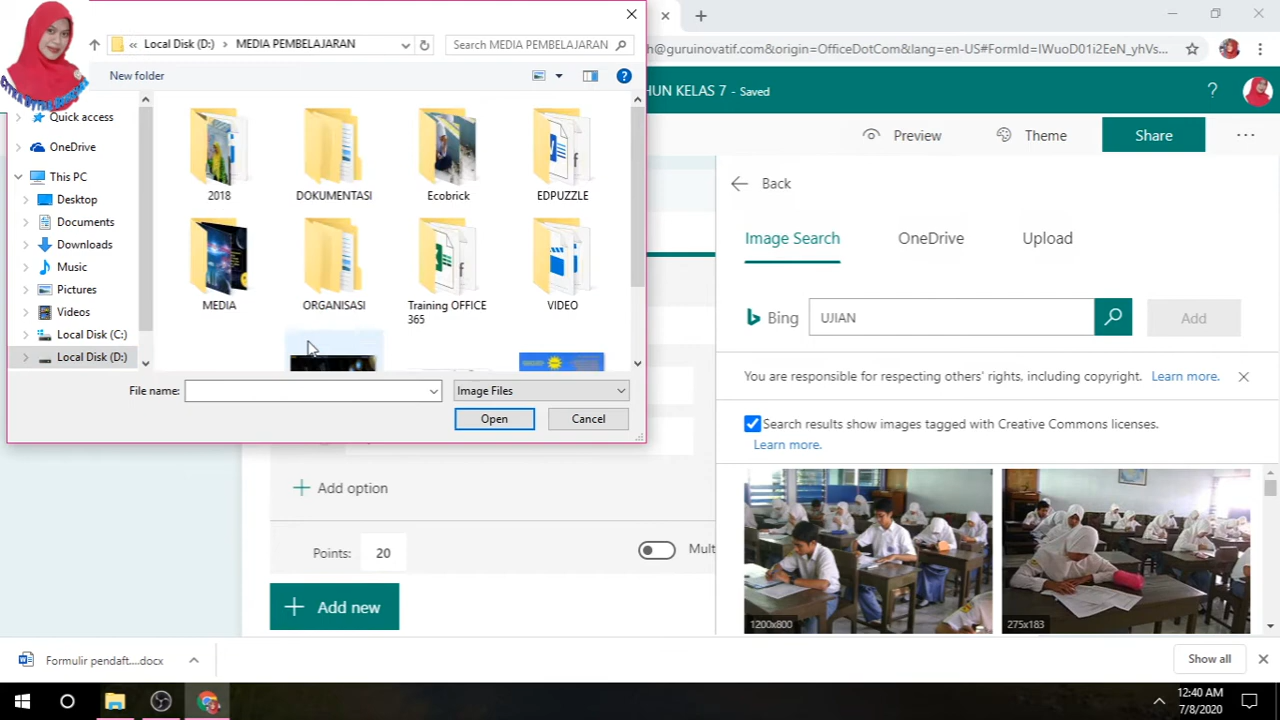 Local Disk (D:) MEDIA PEMBELAJARAN
Search MEDIA PEMBELAJARAN
New folder
Quick access
OneDrive
This PC
Desktop
Documents
Downloads
Music
Pictures
Videos
Local Disk (C:)
Local Disk (D:)
2018
DOKUMENTASI
Ecobrick
EDPUZZLE
MEDIA
ORGANISASI
Training OFFICE
365
VIDEO
File name:
Image Files
Open
Cancel
h@guruinovatif.com&origin=OfficeDotCom&lang=en-US#FormId=IWuoD01i2EeN_yhVs...
HUN KELAS 7 - Saved
?
Preview
Theme
Share
...
Back
Image Search
OneDrive
Upload
Bing
UJIAN
Add
You are responsible for respecting others' rights, including copyright. Learn more.
Search results show images tagged with Creative Commons licenses.
Learn more.
1200x800
275x183
Add option
Points: 20
Mult
Add new
Formulir pendaft....docx
Show all
12:40 AM
7/8/2020